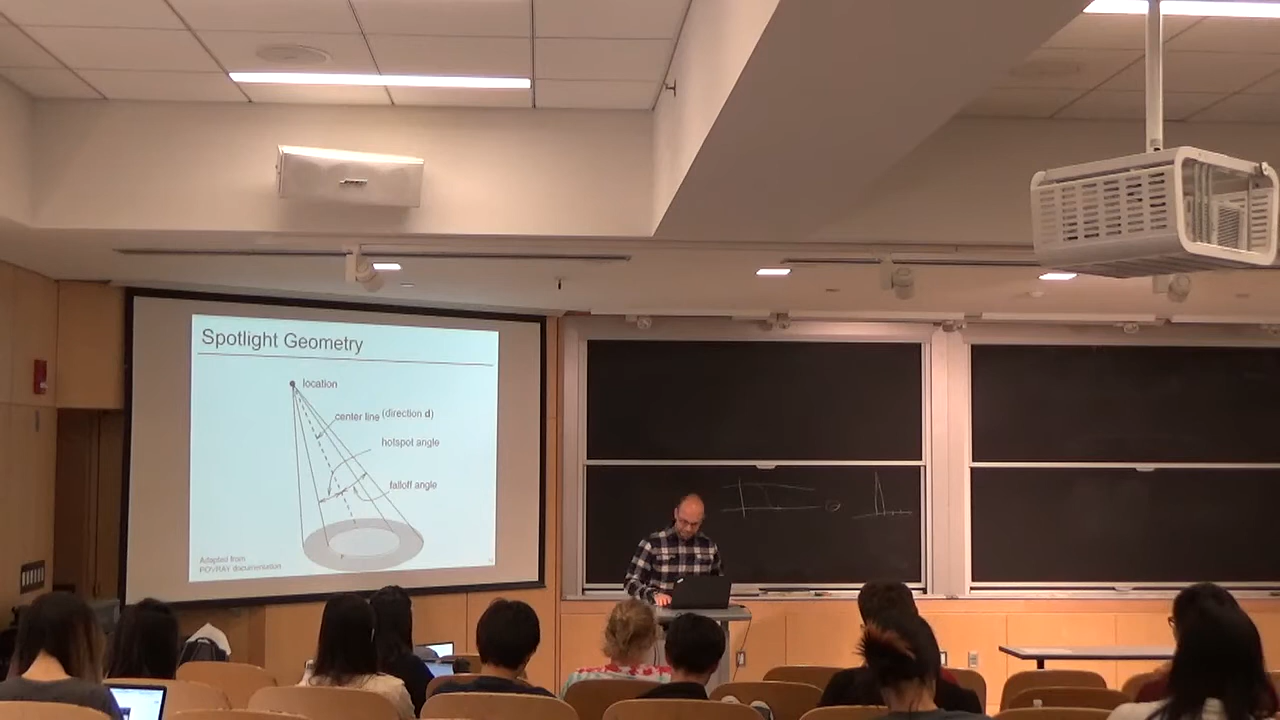 Spotlight Geometry
location
center line (direction d)
hotspot angle
falloff angle
Adapted from
POVRAY documentation